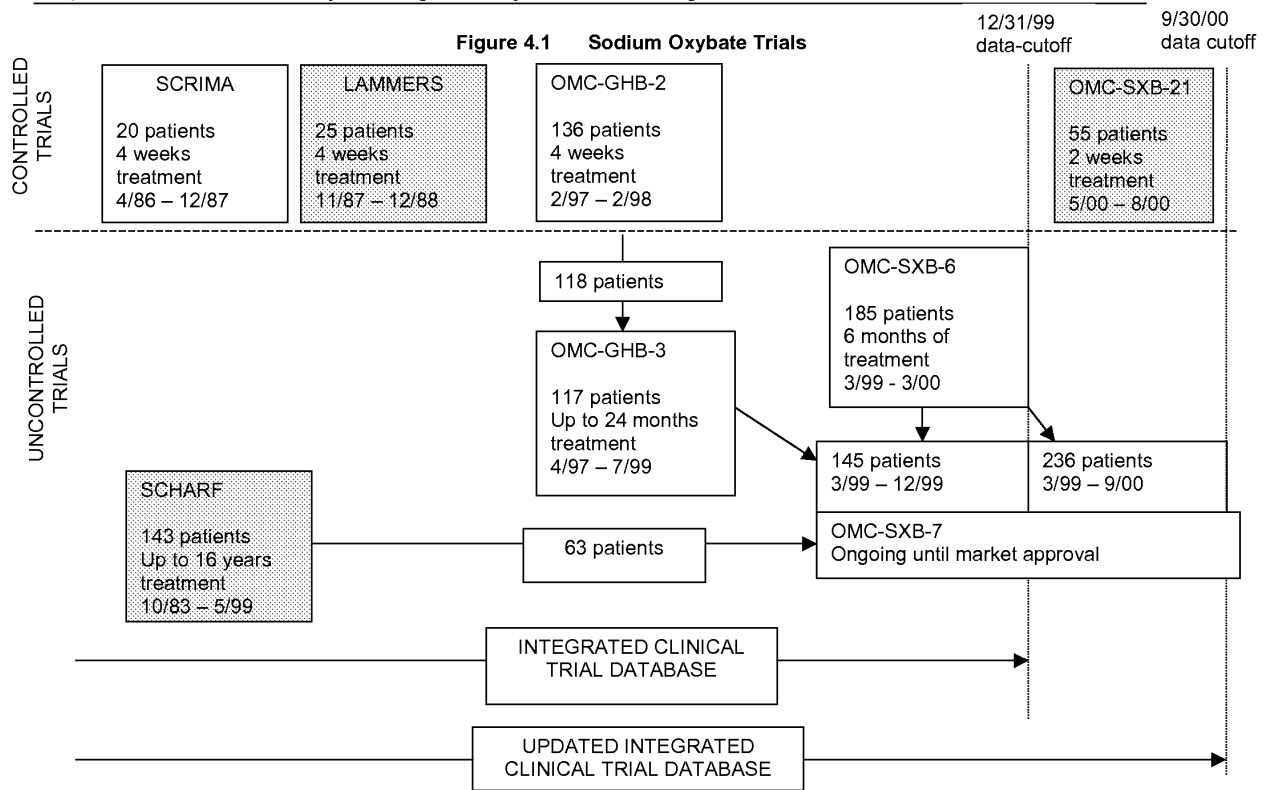 Figure 4.1 Sodium Oxybate Trials
12/31/99
data-cutoff
9/30/00
data cutoff
CONTROLLED
TRIALS
SCRIMA
20 patients
4 weeks
treatment
4/86 – 12/87
LAMMERS
25 patients
4 weeks
treatment
11/87 – 12/88
OMC-GHB-2
136 patients
4 weeks
treatment
2/97 – 2/98
OMC-SXB-21
55 patients
2 weeks
treatment
5/00 – 8/00
UNCONTROLLED
TRIALS
118 patients
OMC-GHB-3
117 patients
Up to 24 months
treatment
4/97 – 7/99
OMC-SXB-6
185 patients
6 months of
treatment
3/99 - 3/00
145 patients
3/99 – 12/99
236 patients
3/99 – 9/00
OMC-SXB-7
Ongoing until market approval
SCHARF
143 patients
Up to 16 years
treatment
10/83 – 5/99
63 patients
INTEGRATED CLINICAL
TRIAL DATABASE
UPDATED INTEGRATED
CLINICAL TRIAL DATABASE